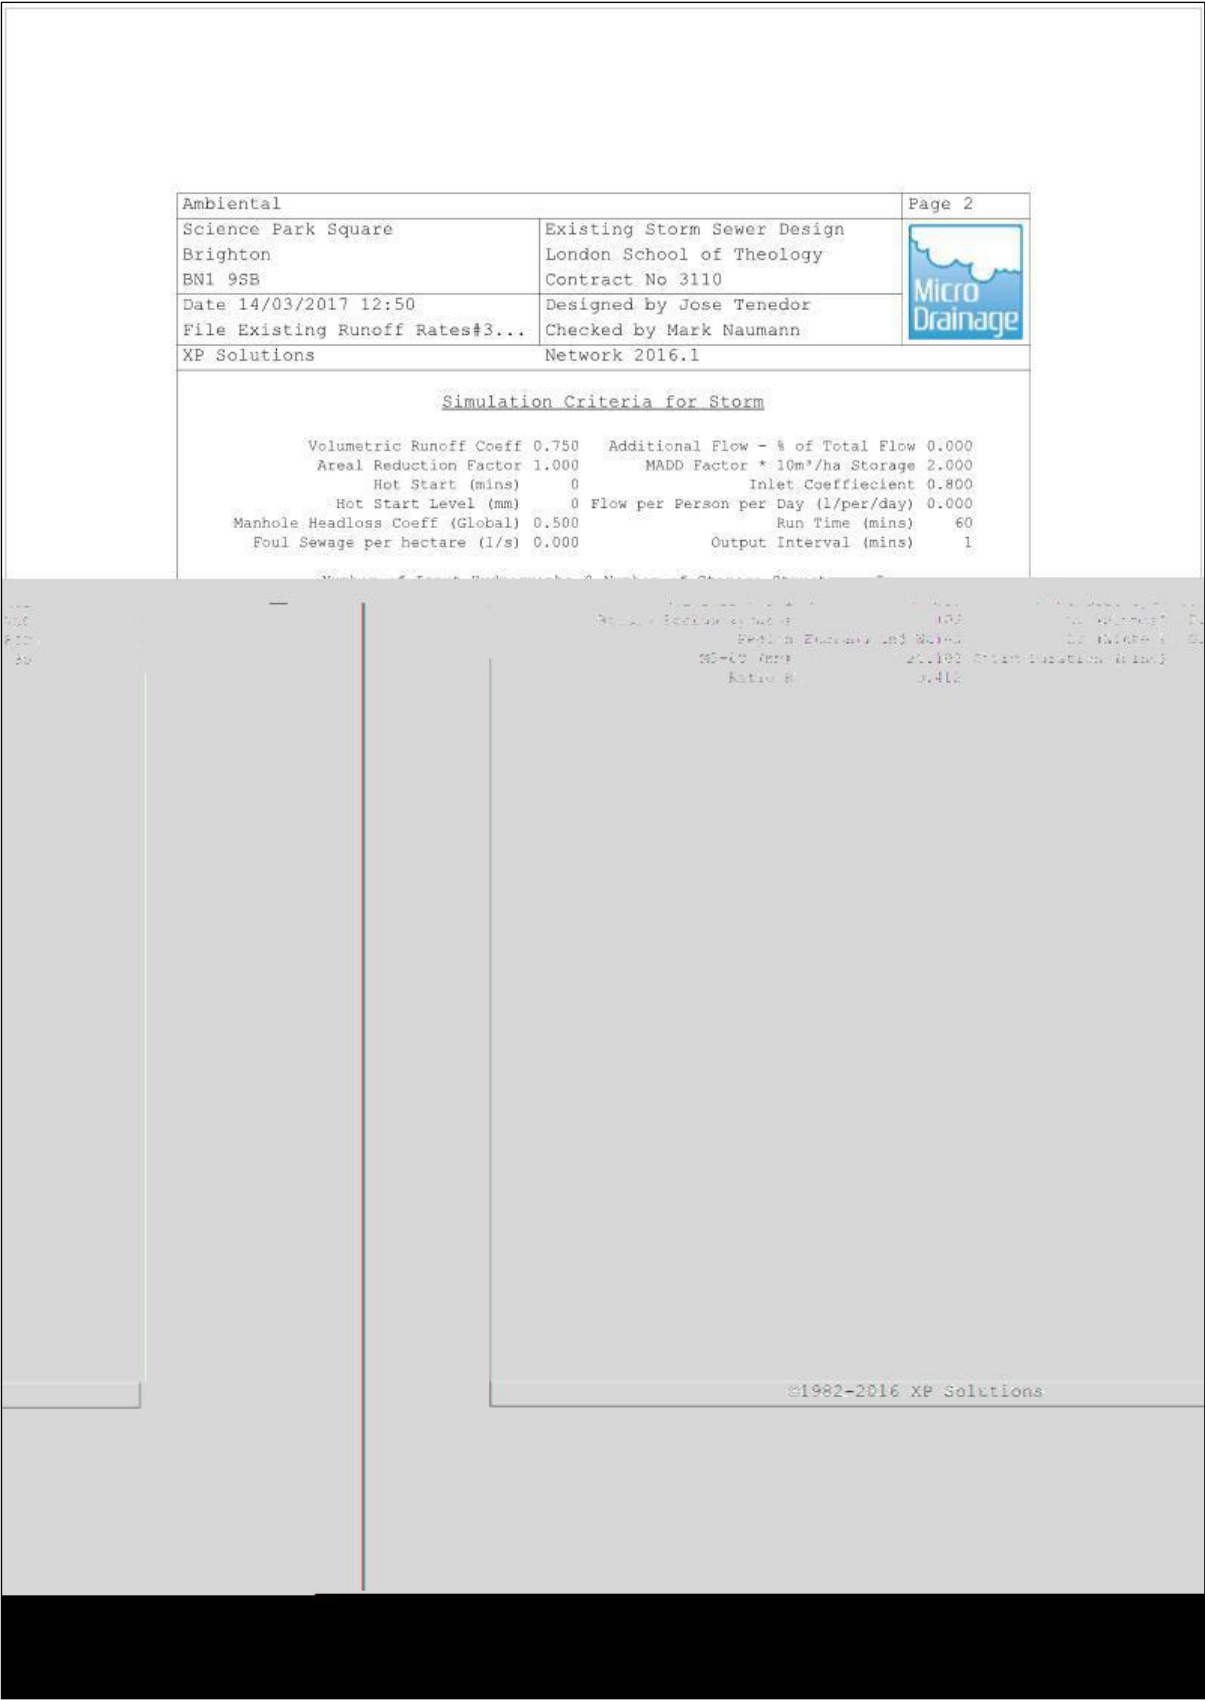 Ambiental Page 2
Science Park Square Existing Storm Sewer Design
Brighton London School of Theology
BN1 9SB Contract No 3110
Micro
Drainage
Date 14/03/2017 12:50 Designed by Jose Tenedor
File Existing Runoff Rates#3... Checked by Mark Naumann
XP Solutions Network 2016.1
Simulation Criteria for Storm
Volumetric Runoff Coeff 0.750 Additional Flow - % of Total Flow 0.000
Areal Reduction Factor 1.000 MADD Factor * 10m³/ha Storage 2.000
Hot Start (mins) 0 Inlet Coeffiecient 0.800
Hot Start Level (mm) 0 Flow per Person per Day (l/per/day) 0.000
Manhole Headloss Coeff (Global) 0.500 Run Time (mins) 60
Foul Sewage per hectare (l/s) 0.000 Output Interval (mins) 1
Ratio R
©1982-2016 XP Solutions